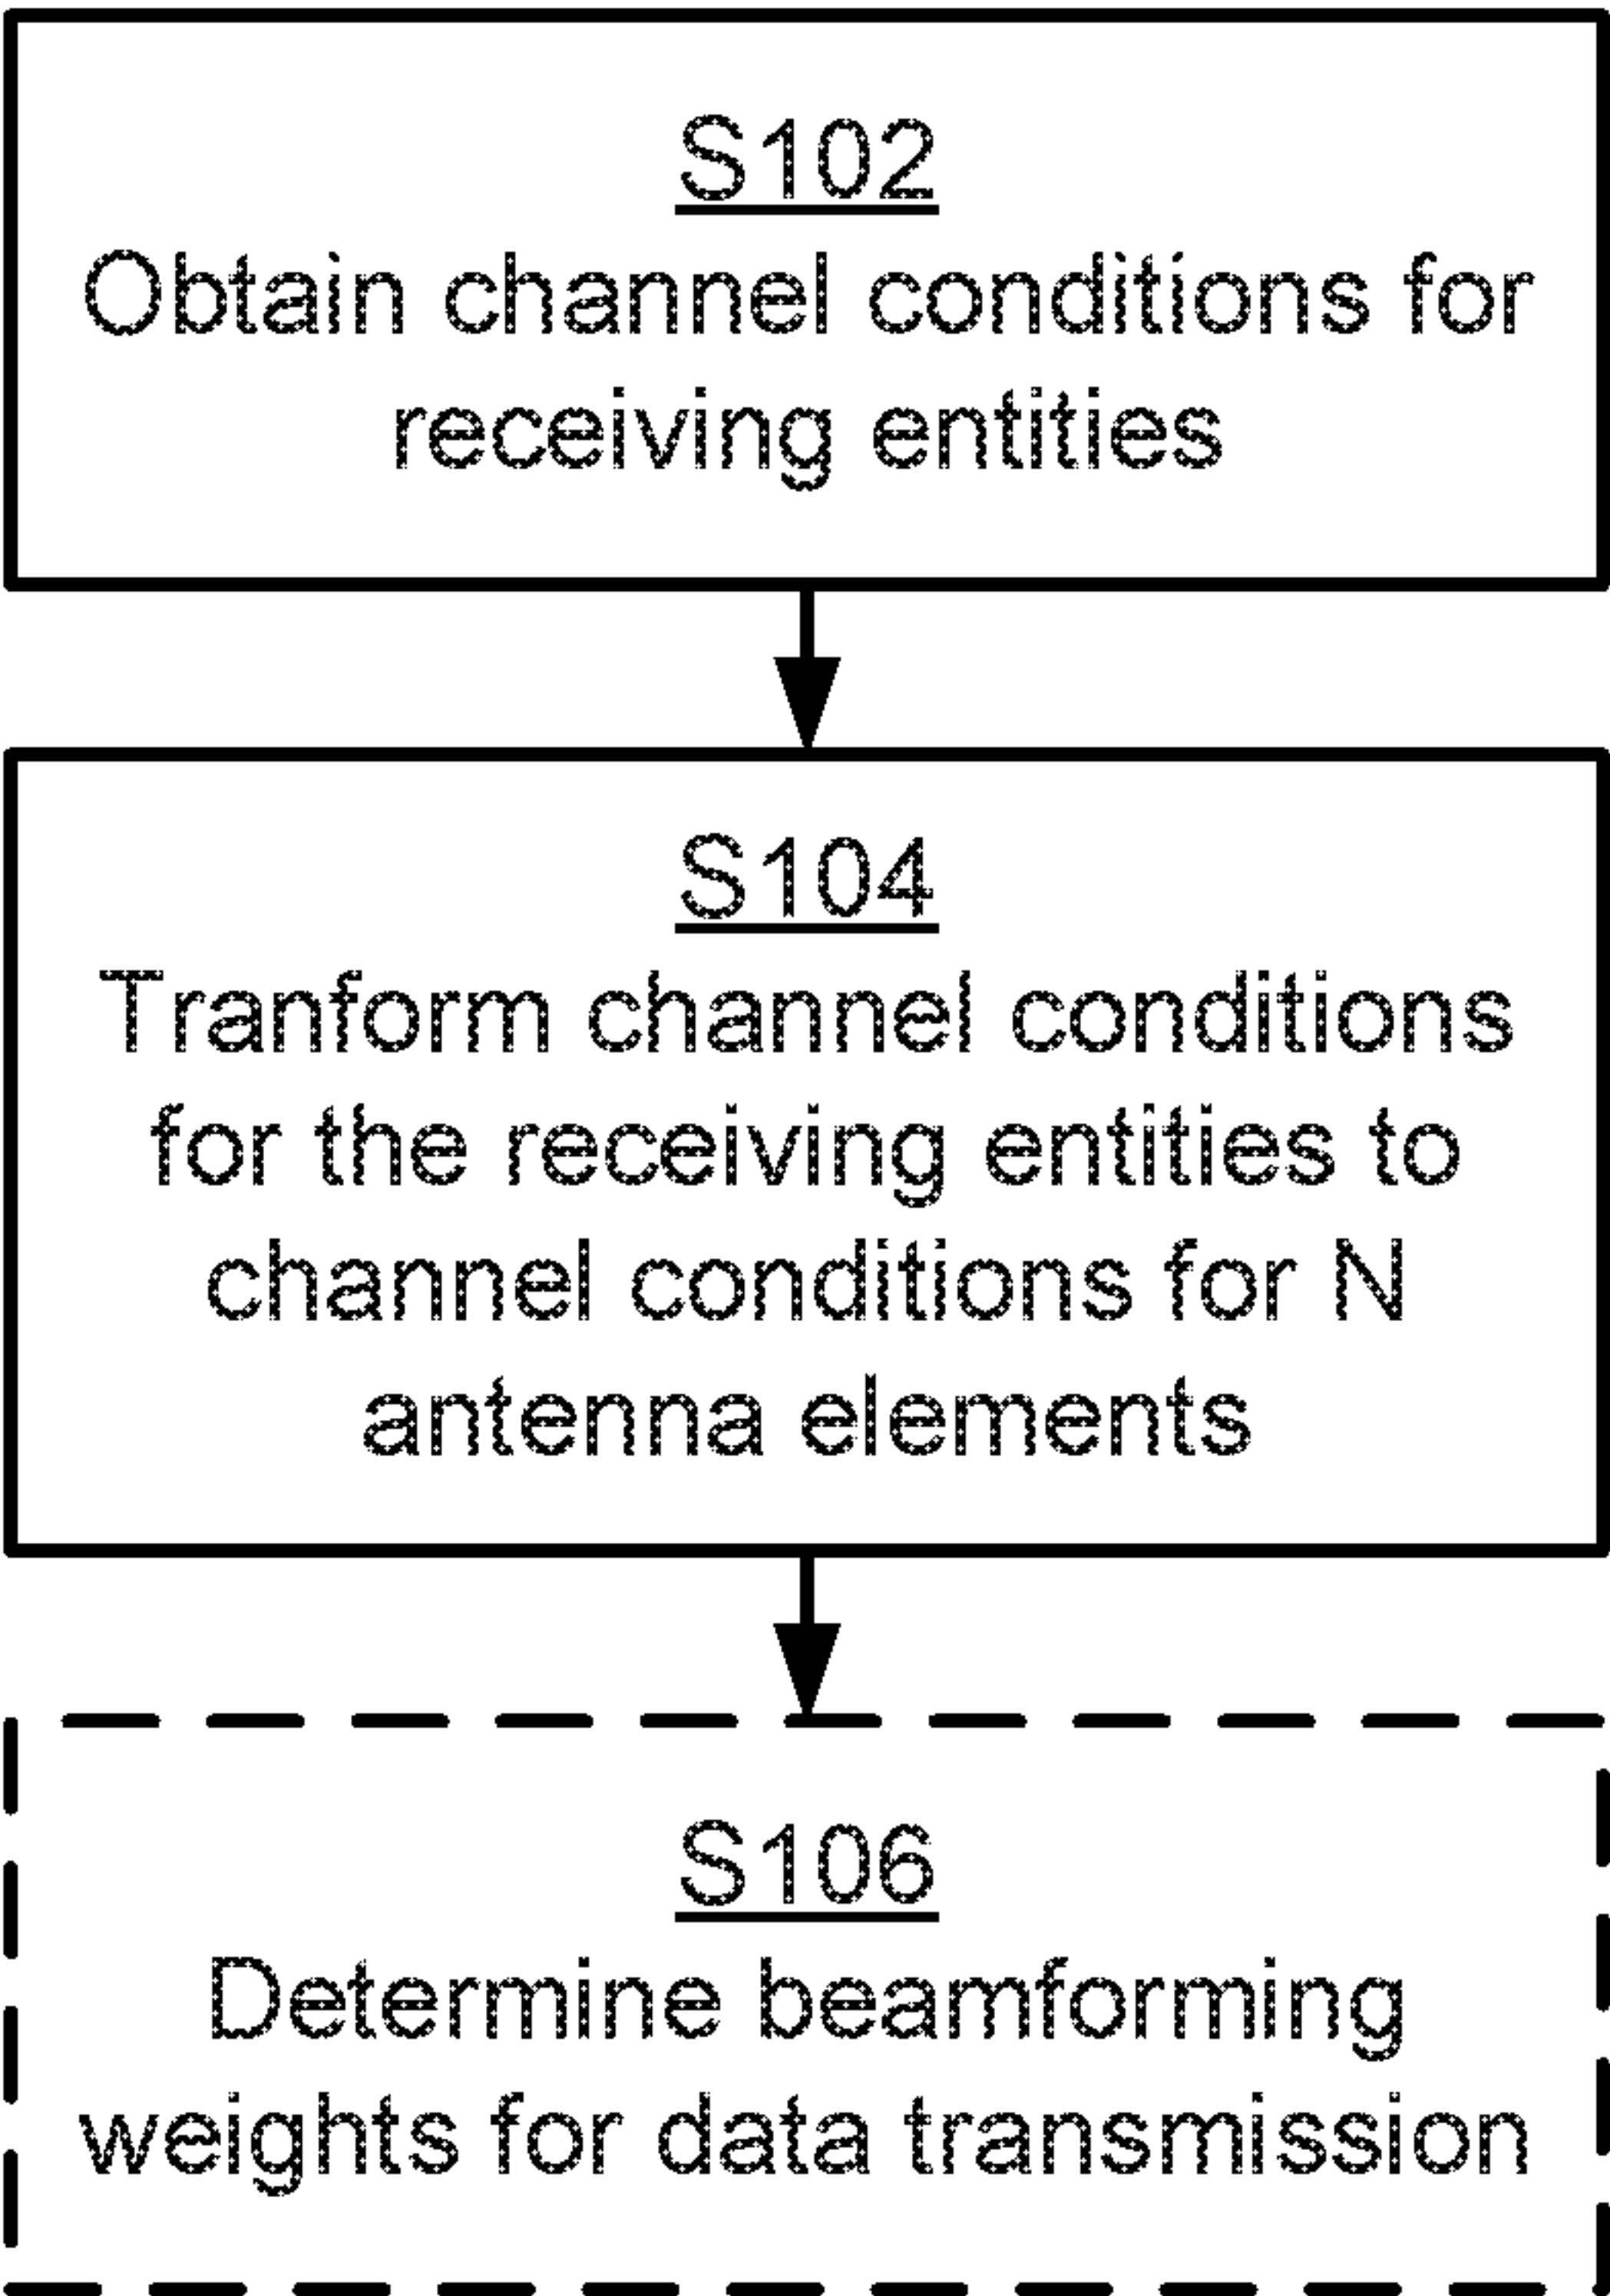 S102
Obtain channel conditions for
receiving entities
S104
Tranform channel conditions
for the receiving entities to
channel conditions for N
antenna elements
S106
Determine beamforming
weights for data transmission